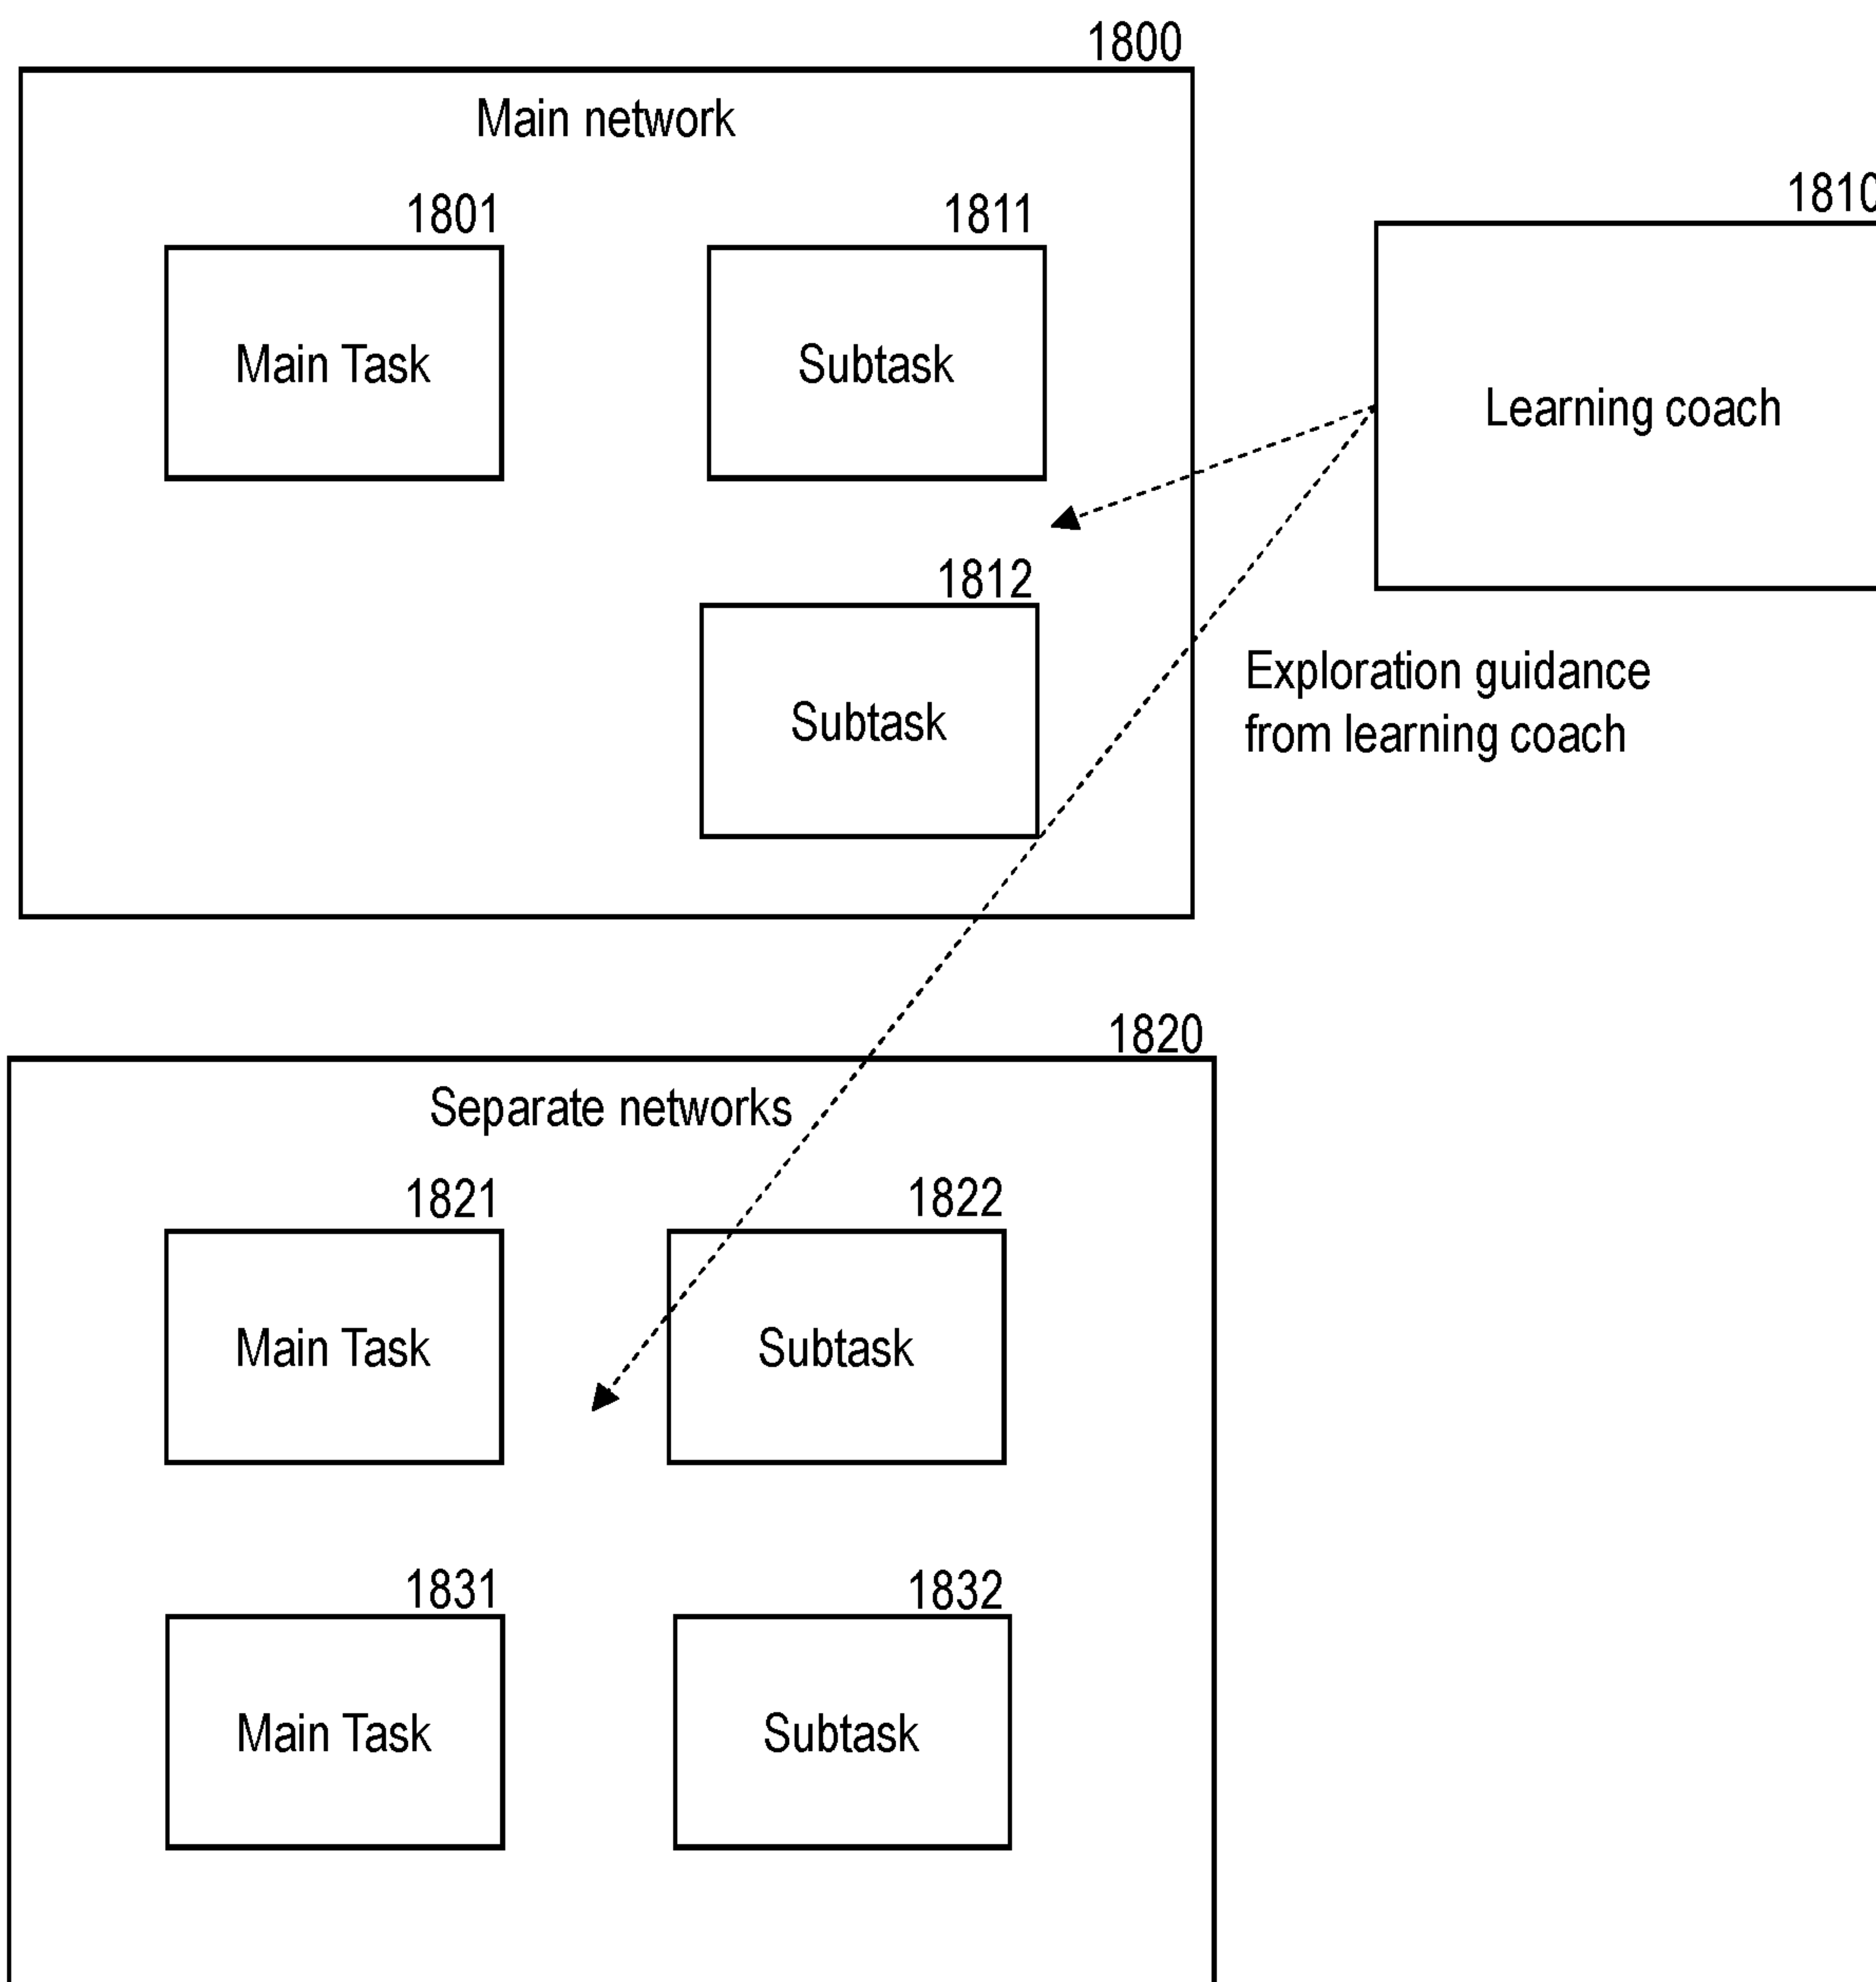 1800
Main network
1801
Main Task
1811
Subtask
1812
Subtask
1810
Learning coach
Exploration guidance
from learning coach
1820
Separate networks
1821
Main Task
1822
Subtask
1831
Main Task
1832
Subtask